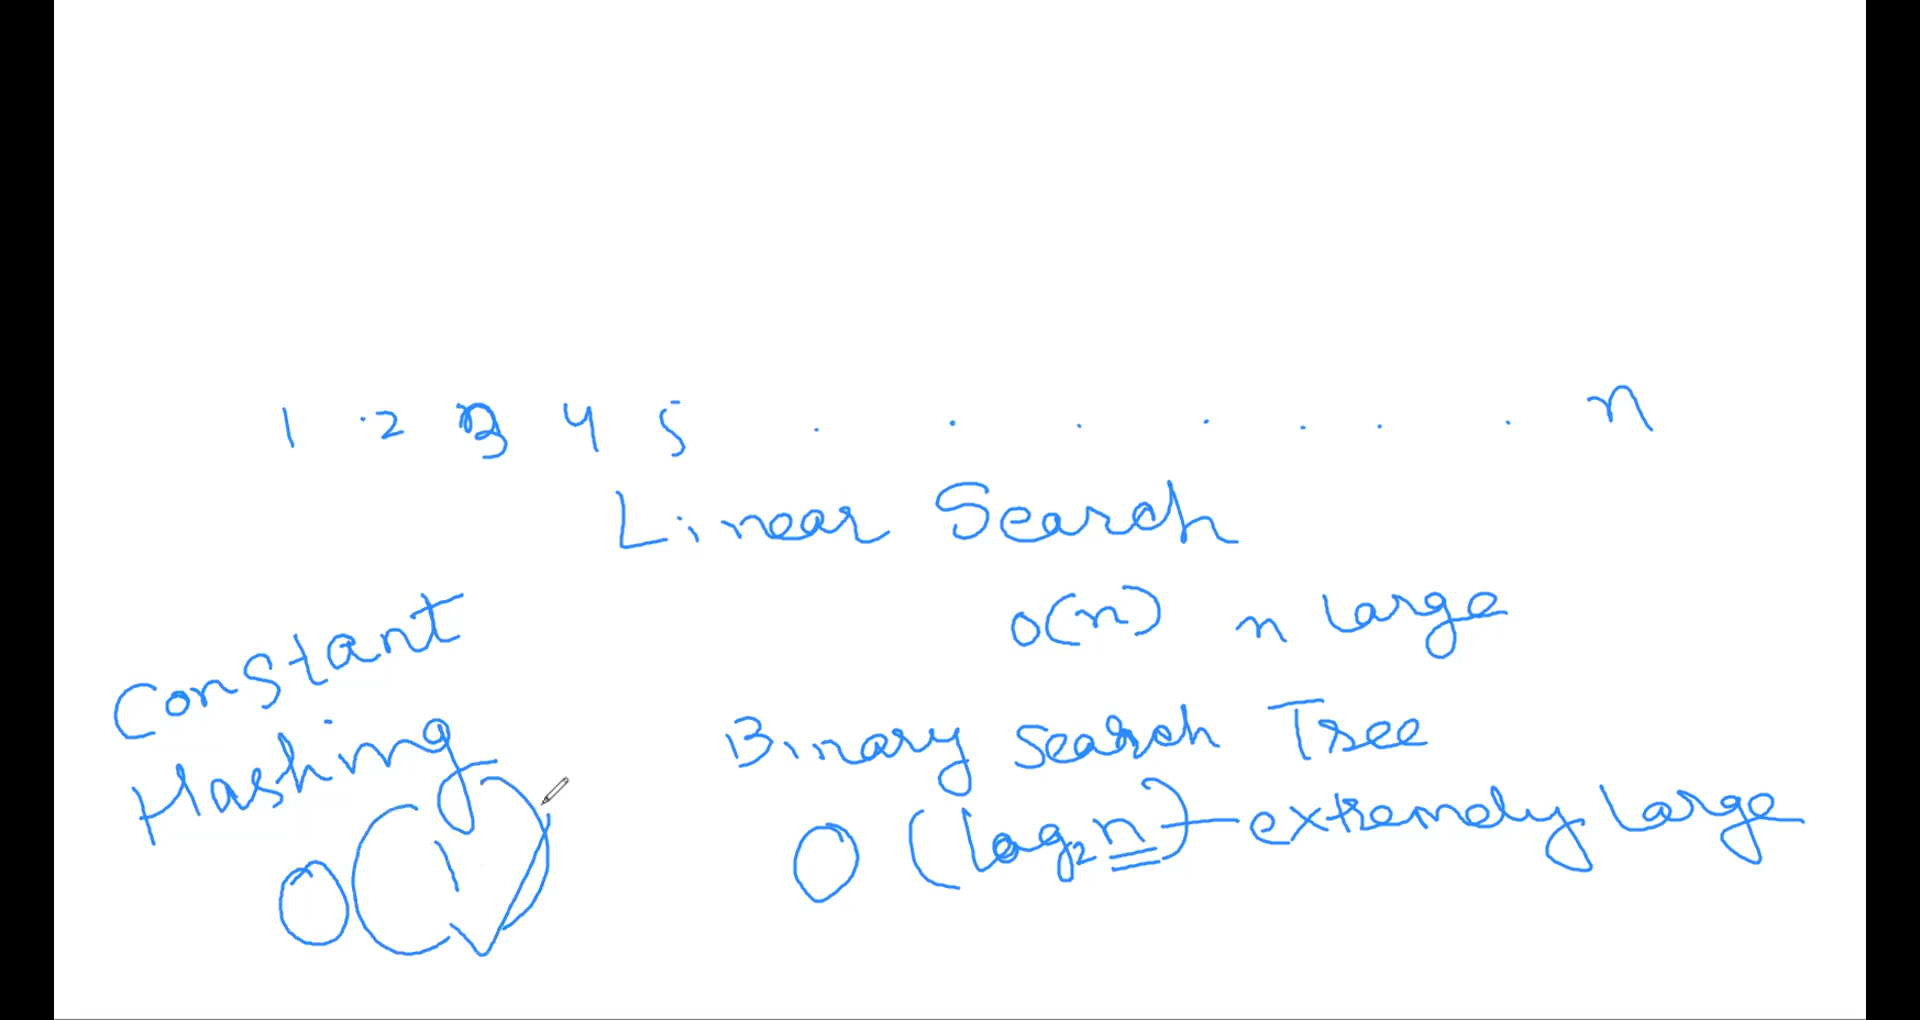 1 .2 3 4 5 . . . . . . . n
Linear Search
O(n) n large
Constant
Hashing
O(1)
Binary Search Tree
O (log₂n) - extremely large